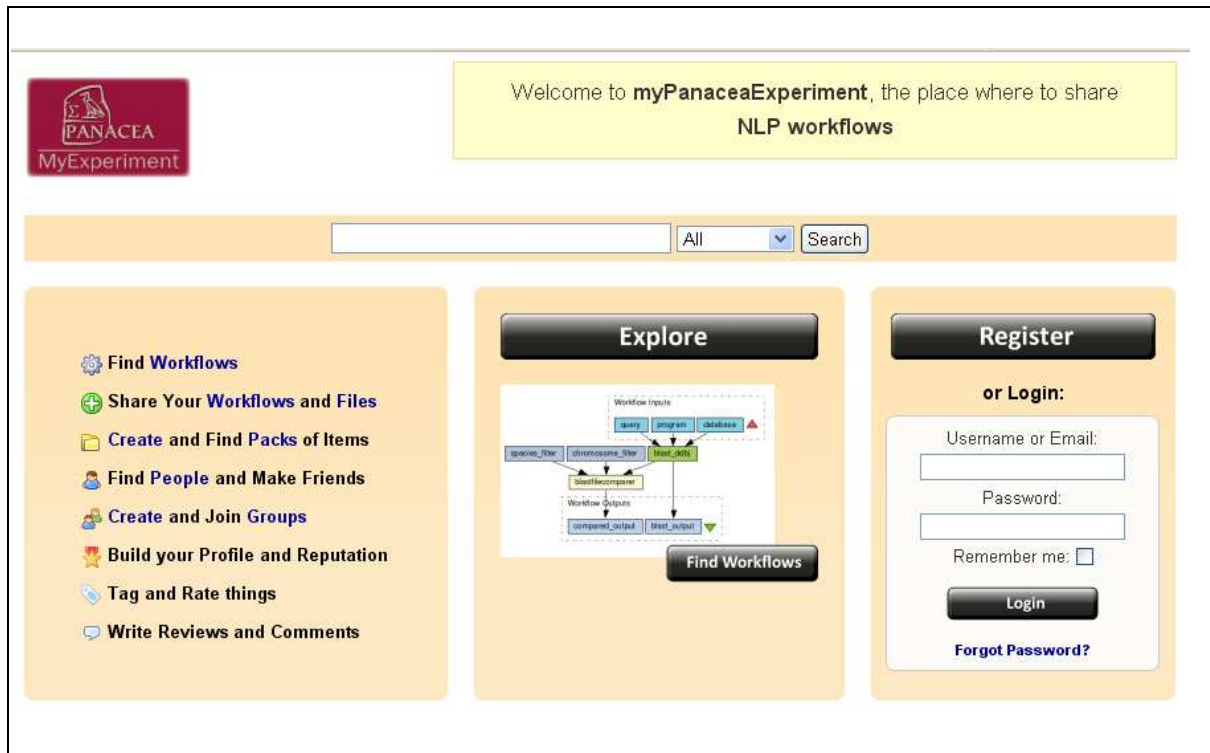 PANACEA
MyExperiment
Welcome to myPanaceaExperiment, the place where to share
NLP workflows
All
Search
Find Workflows
Share Your Workflows and Files
Create and Find Packs of Items
Find People and Make Friends
Create and Join Groups
Build your Profile and Reputation
Tag and Rate things
Write Reviews and Comments
Explore
Workflow Inputs
query program database
species_filter chromosome_filter blast_ddbj
blastfilecomparer
Workflow Outputs
compared_output blast_output
Find Workflows
Register
or Login:
Username or Email:
Password:
Remember me:
Login
Forgot Password?